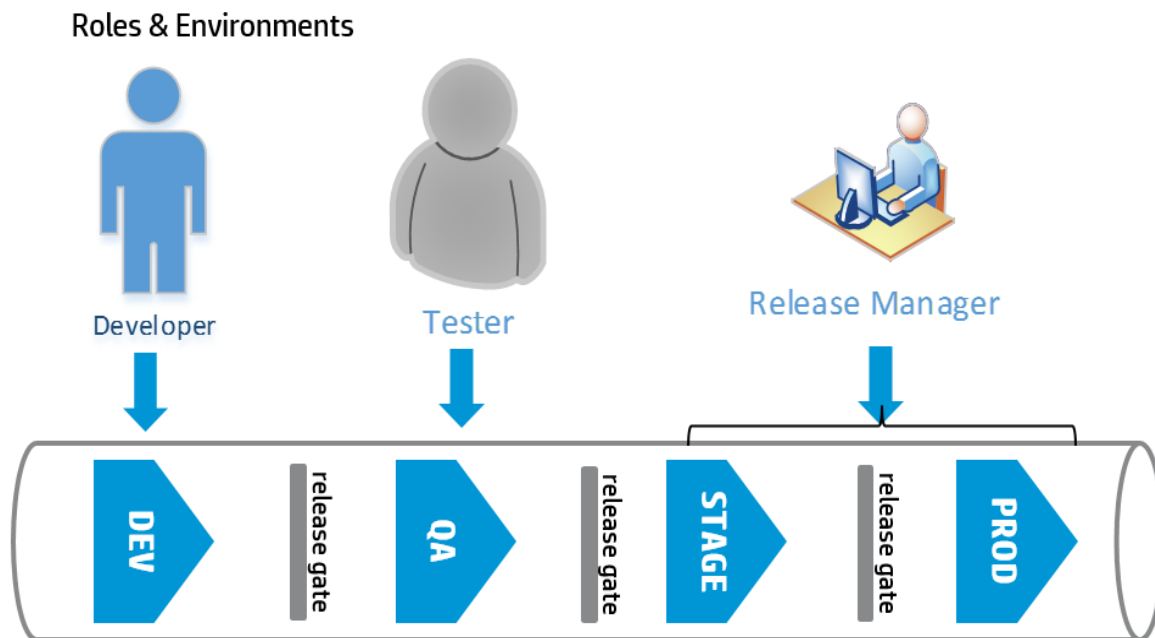 Roles & Environments
Developer
Tester
Release Manager
DEV
release gate
QA
release gate
STAGE
release gate
PROD